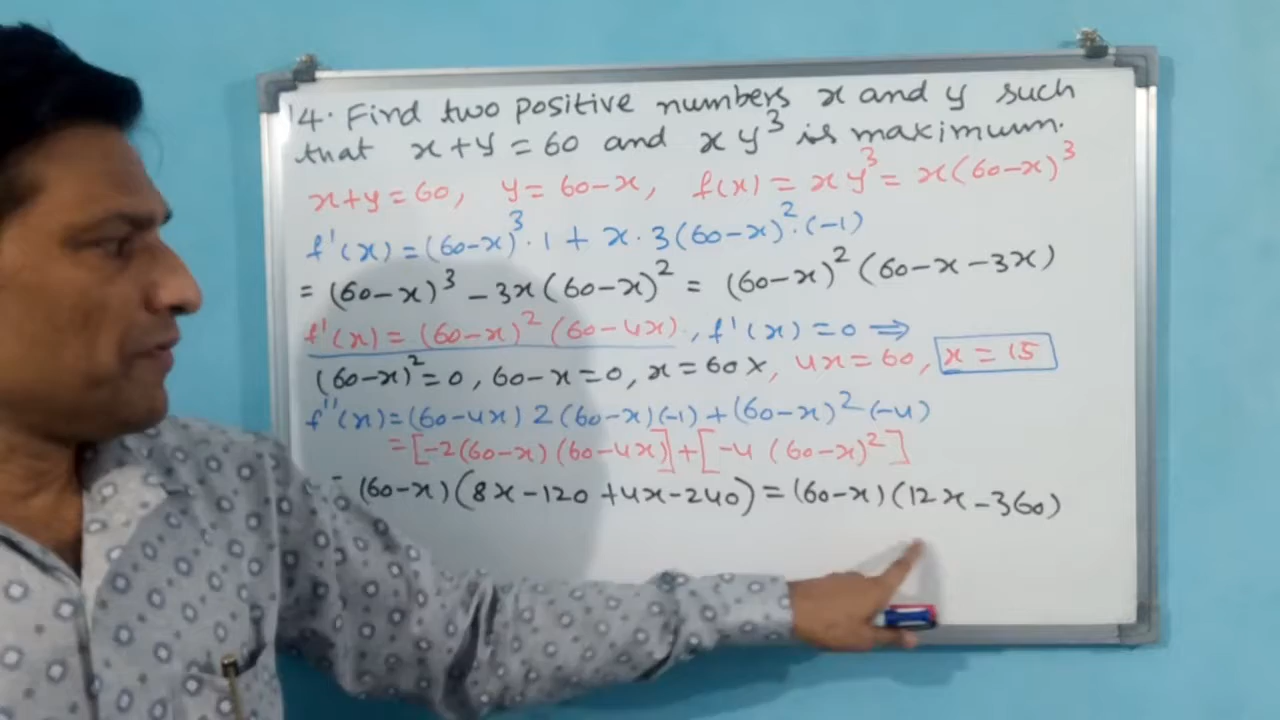 14. Find two positive numbers x and y such
that x+y=60 and xy³ is maximum.
x+y=60, y=60-x, f(x)=xy³=x(60-x)³
f'(x)=(60-x)³·1+x·3(60-x)²·(-1)
=(60-x)³-3x(60-x)²=(60-x)²(60-x-3x)
f'(x)=(60-x)²(60-4x), f'(x)=0⇒
(60-x)²=0, 60-x=0, x=60×, 4x=60, x=15
f''(x)=(60-4x)2(60-x)(-1)+(60-x)²(-4)
=[-2(60-x)(60-4x)]+[-4(60-x)²]
=(60-x)(8x-120+4x-240)=(60-x)(12x-360)